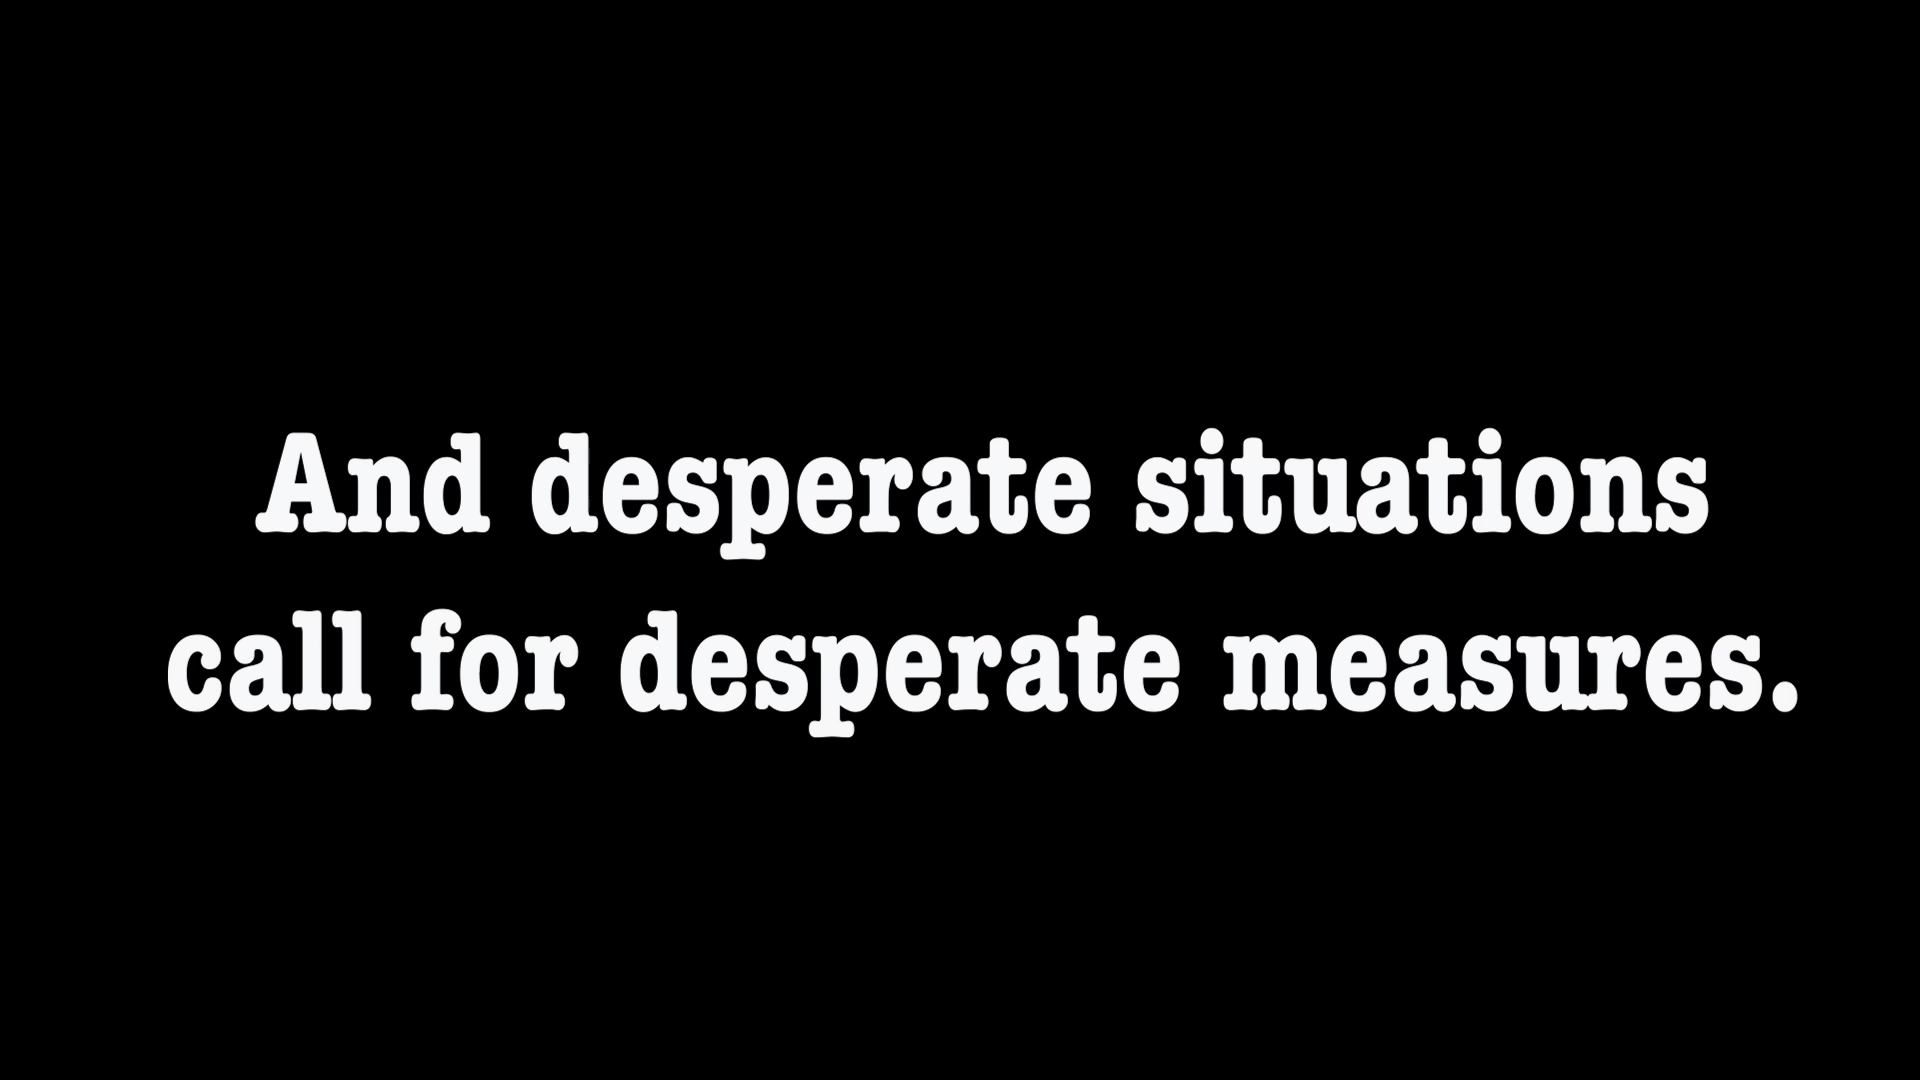 And desperate situations
call for desperate measures.